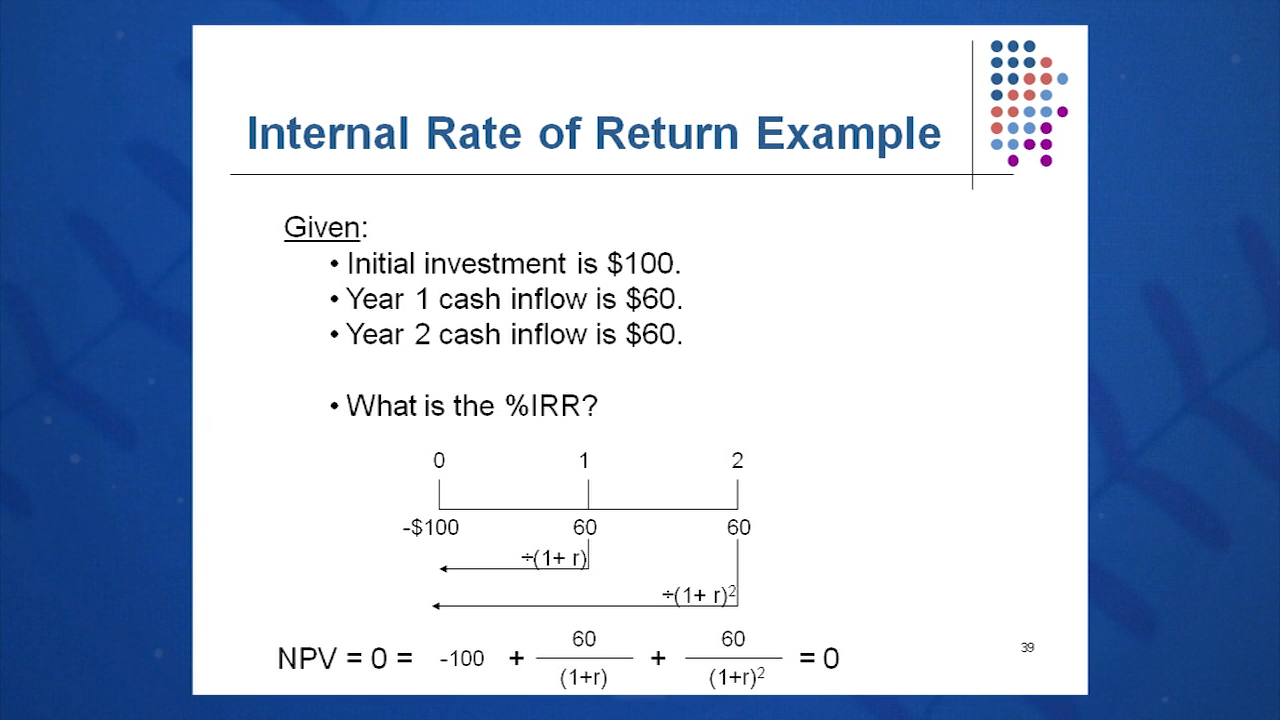 Internal Rate of Return Example
Given:
• Initial investment is $100.
• Year 1 cash inflow is $60.
• Year 2 cash inflow is $60.
• What is the %IRR?
0 1 2
-$100 60 60
÷(1+ r)
÷(1+ r)²
NPV = 0 = -100 + 60/(1+r) + 60/(1+r)² = 0
39